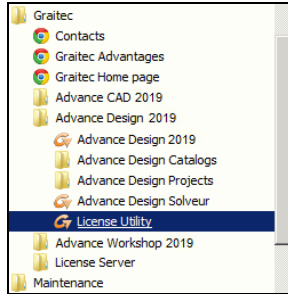 Graitec
Contacts
Graitec Advantages
Graitec Home page
Advance CAD 2019
Advance Design 2019
Advance Design 2019
Advance Design Catalogs
Advance Design Projects
Advance Design Solveur
License Utility
Advance Workshop 2019
License Server
Maintenance